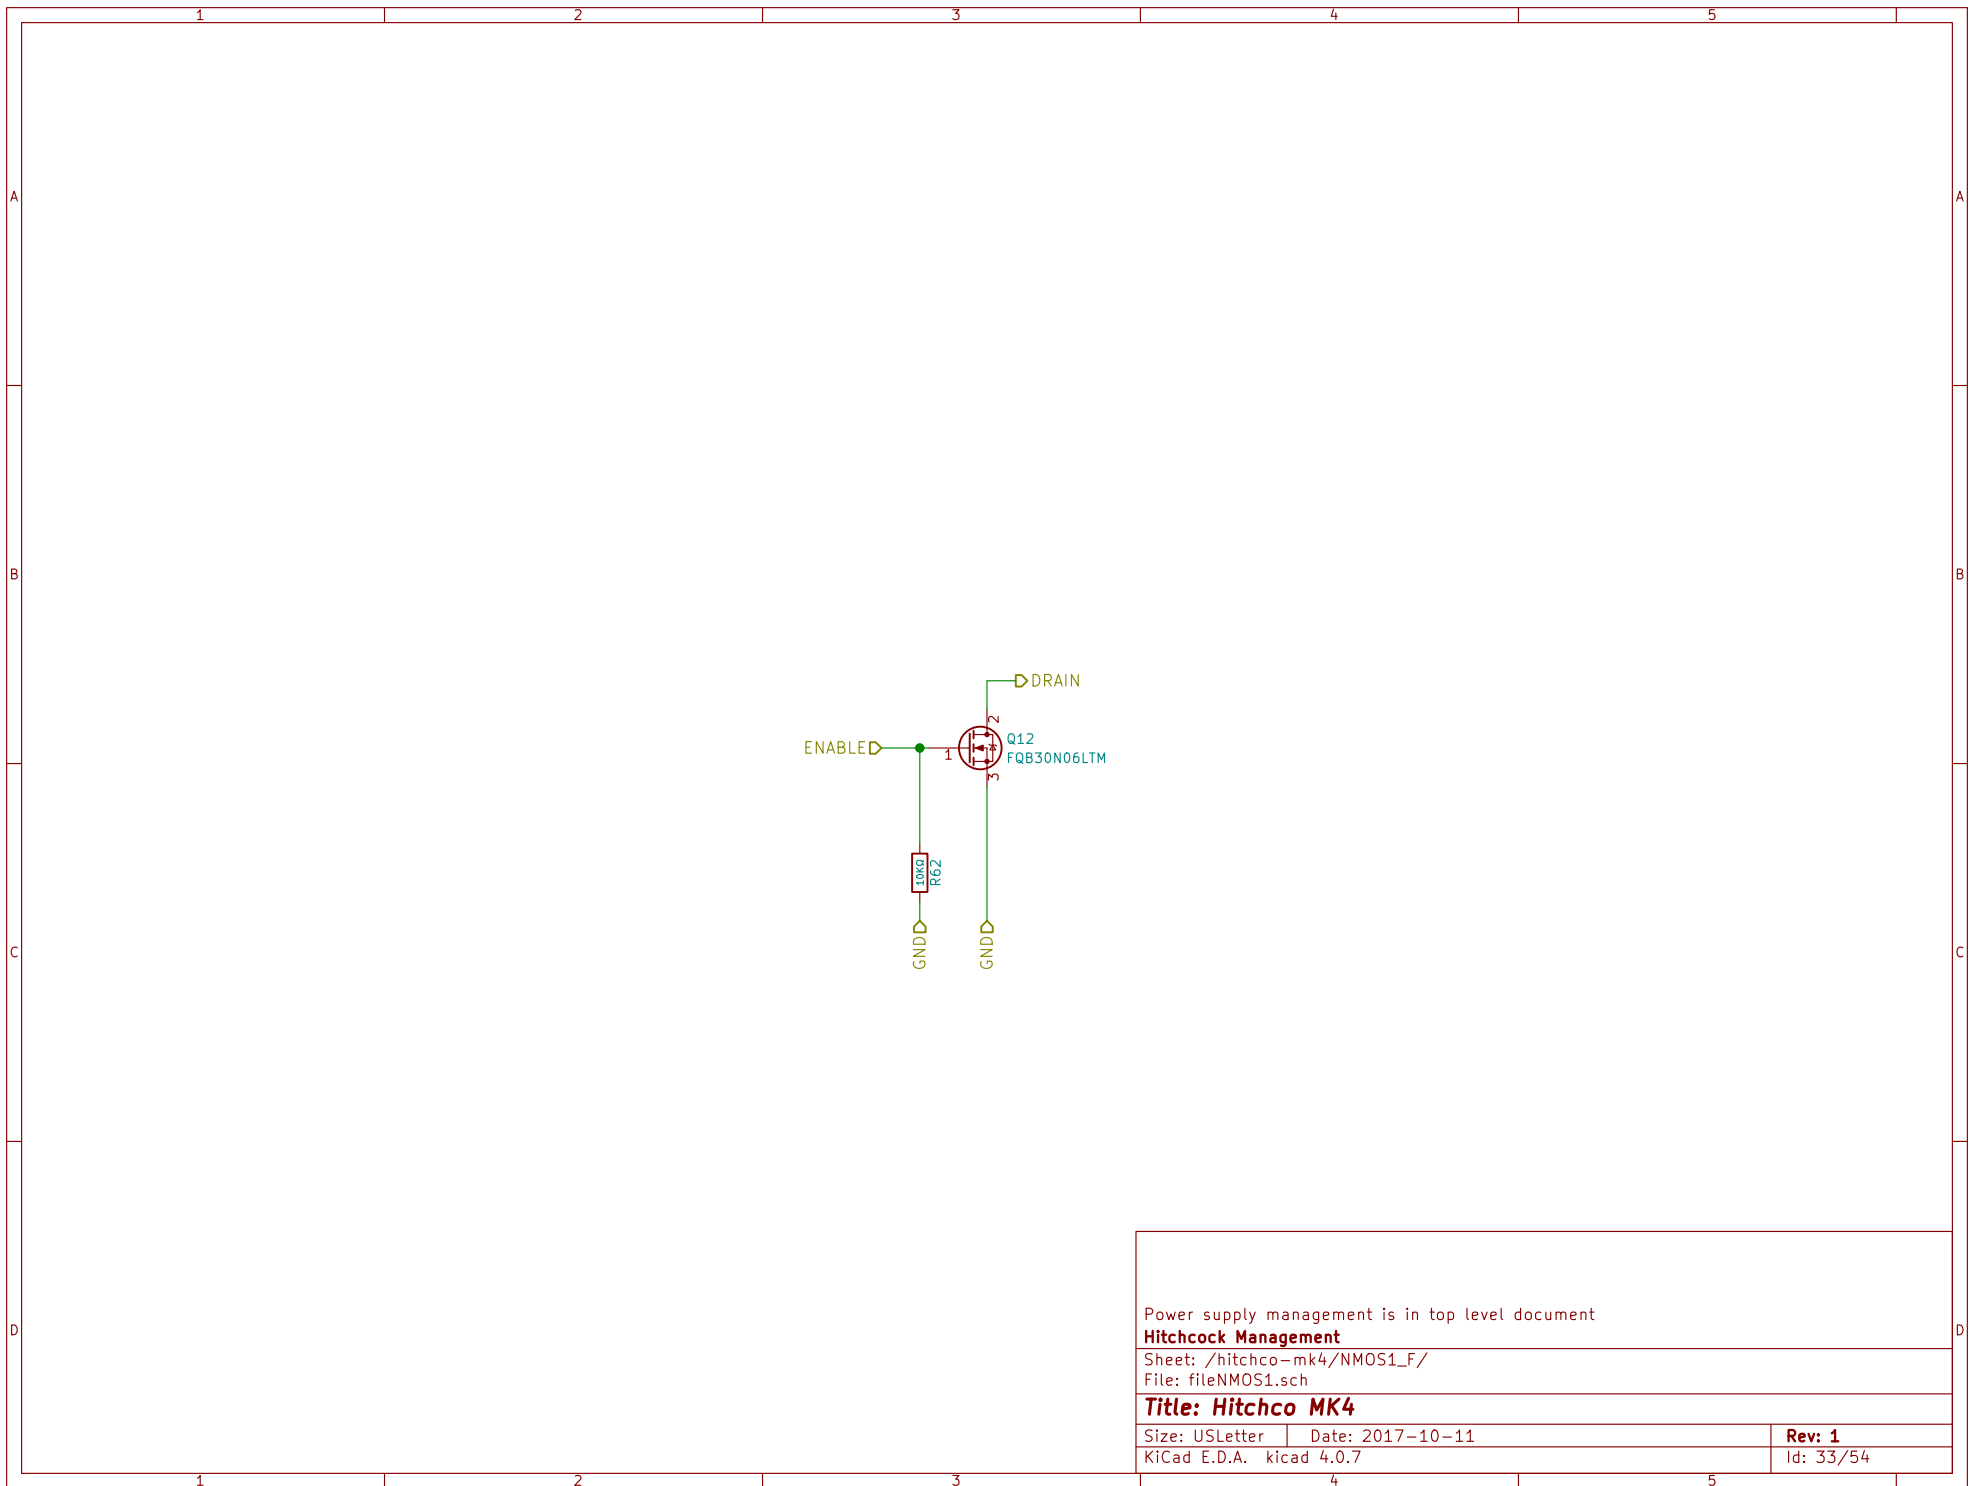 1 2 3 4 5
A A
B B
DRAIN
2
Q12
ENABLE
1
FQB30N06LTM
3
10KΩ
R62
GND GND
C C
Power supply management is in top level document
D D
Hitchcock Management
Sheet: /hitchco-mk4/NMOS1_F/
File: fileNMOS1.sch
Title: Hitchco MK4
Size: USLetter Date: 2017-10-11 Rev: 1
KiCad E.D.A. kicad 4.0.7 Id: 33/54
1 2 3 4 5